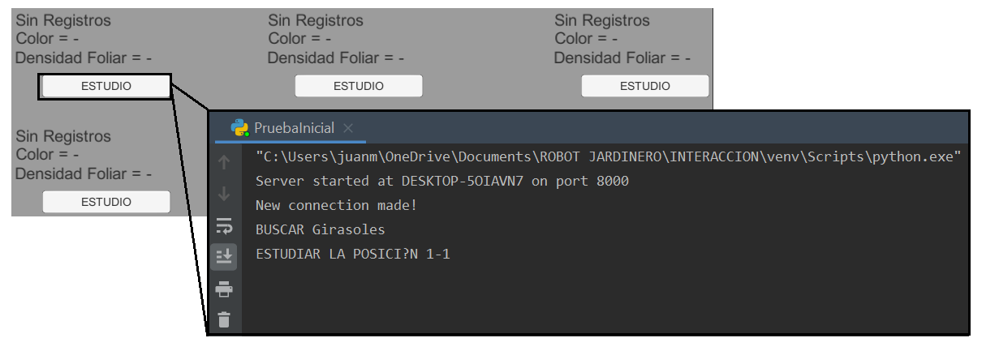 Sin Registros
Color = -
Densidad Foliar = -
ESTUDIO
Sin Registros
Color = -
Densidad Foliar = -
ESTUDIO
Sin Registros
Color = -
Densidad Foliar = -
ESTUDIO
Sin Registros
Color = -
Densidad Foliar = -
ESTUDIO
PruebaInicial
"C:\Users\juanm\OneDrive\Documents\ROBOT JARDINERO\INTERACCION\venv\Scripts\python.exe"
Server started at DESKTOP-5OIAVN7 on port 8000
New connection made!
BUSCAR Girasoles
ESTUDIAR LA POSICI?N 1-1